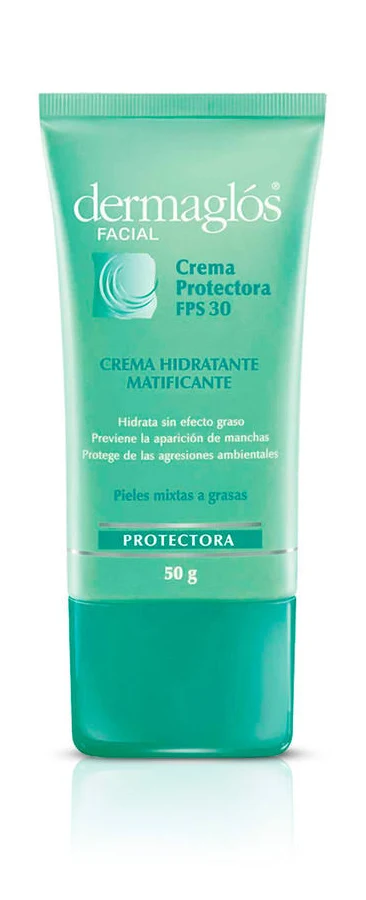 dermaglós®
FACIAL
Crema
Protectora
FPS 30
CREMA HIDRATANTE
MATIFICANTE
Hidrata sin efecto graso
Previene la aparición de manchas
Protege de las agresiones ambientales
Pieles mixtas a grasas
PROTECTORA
50 g